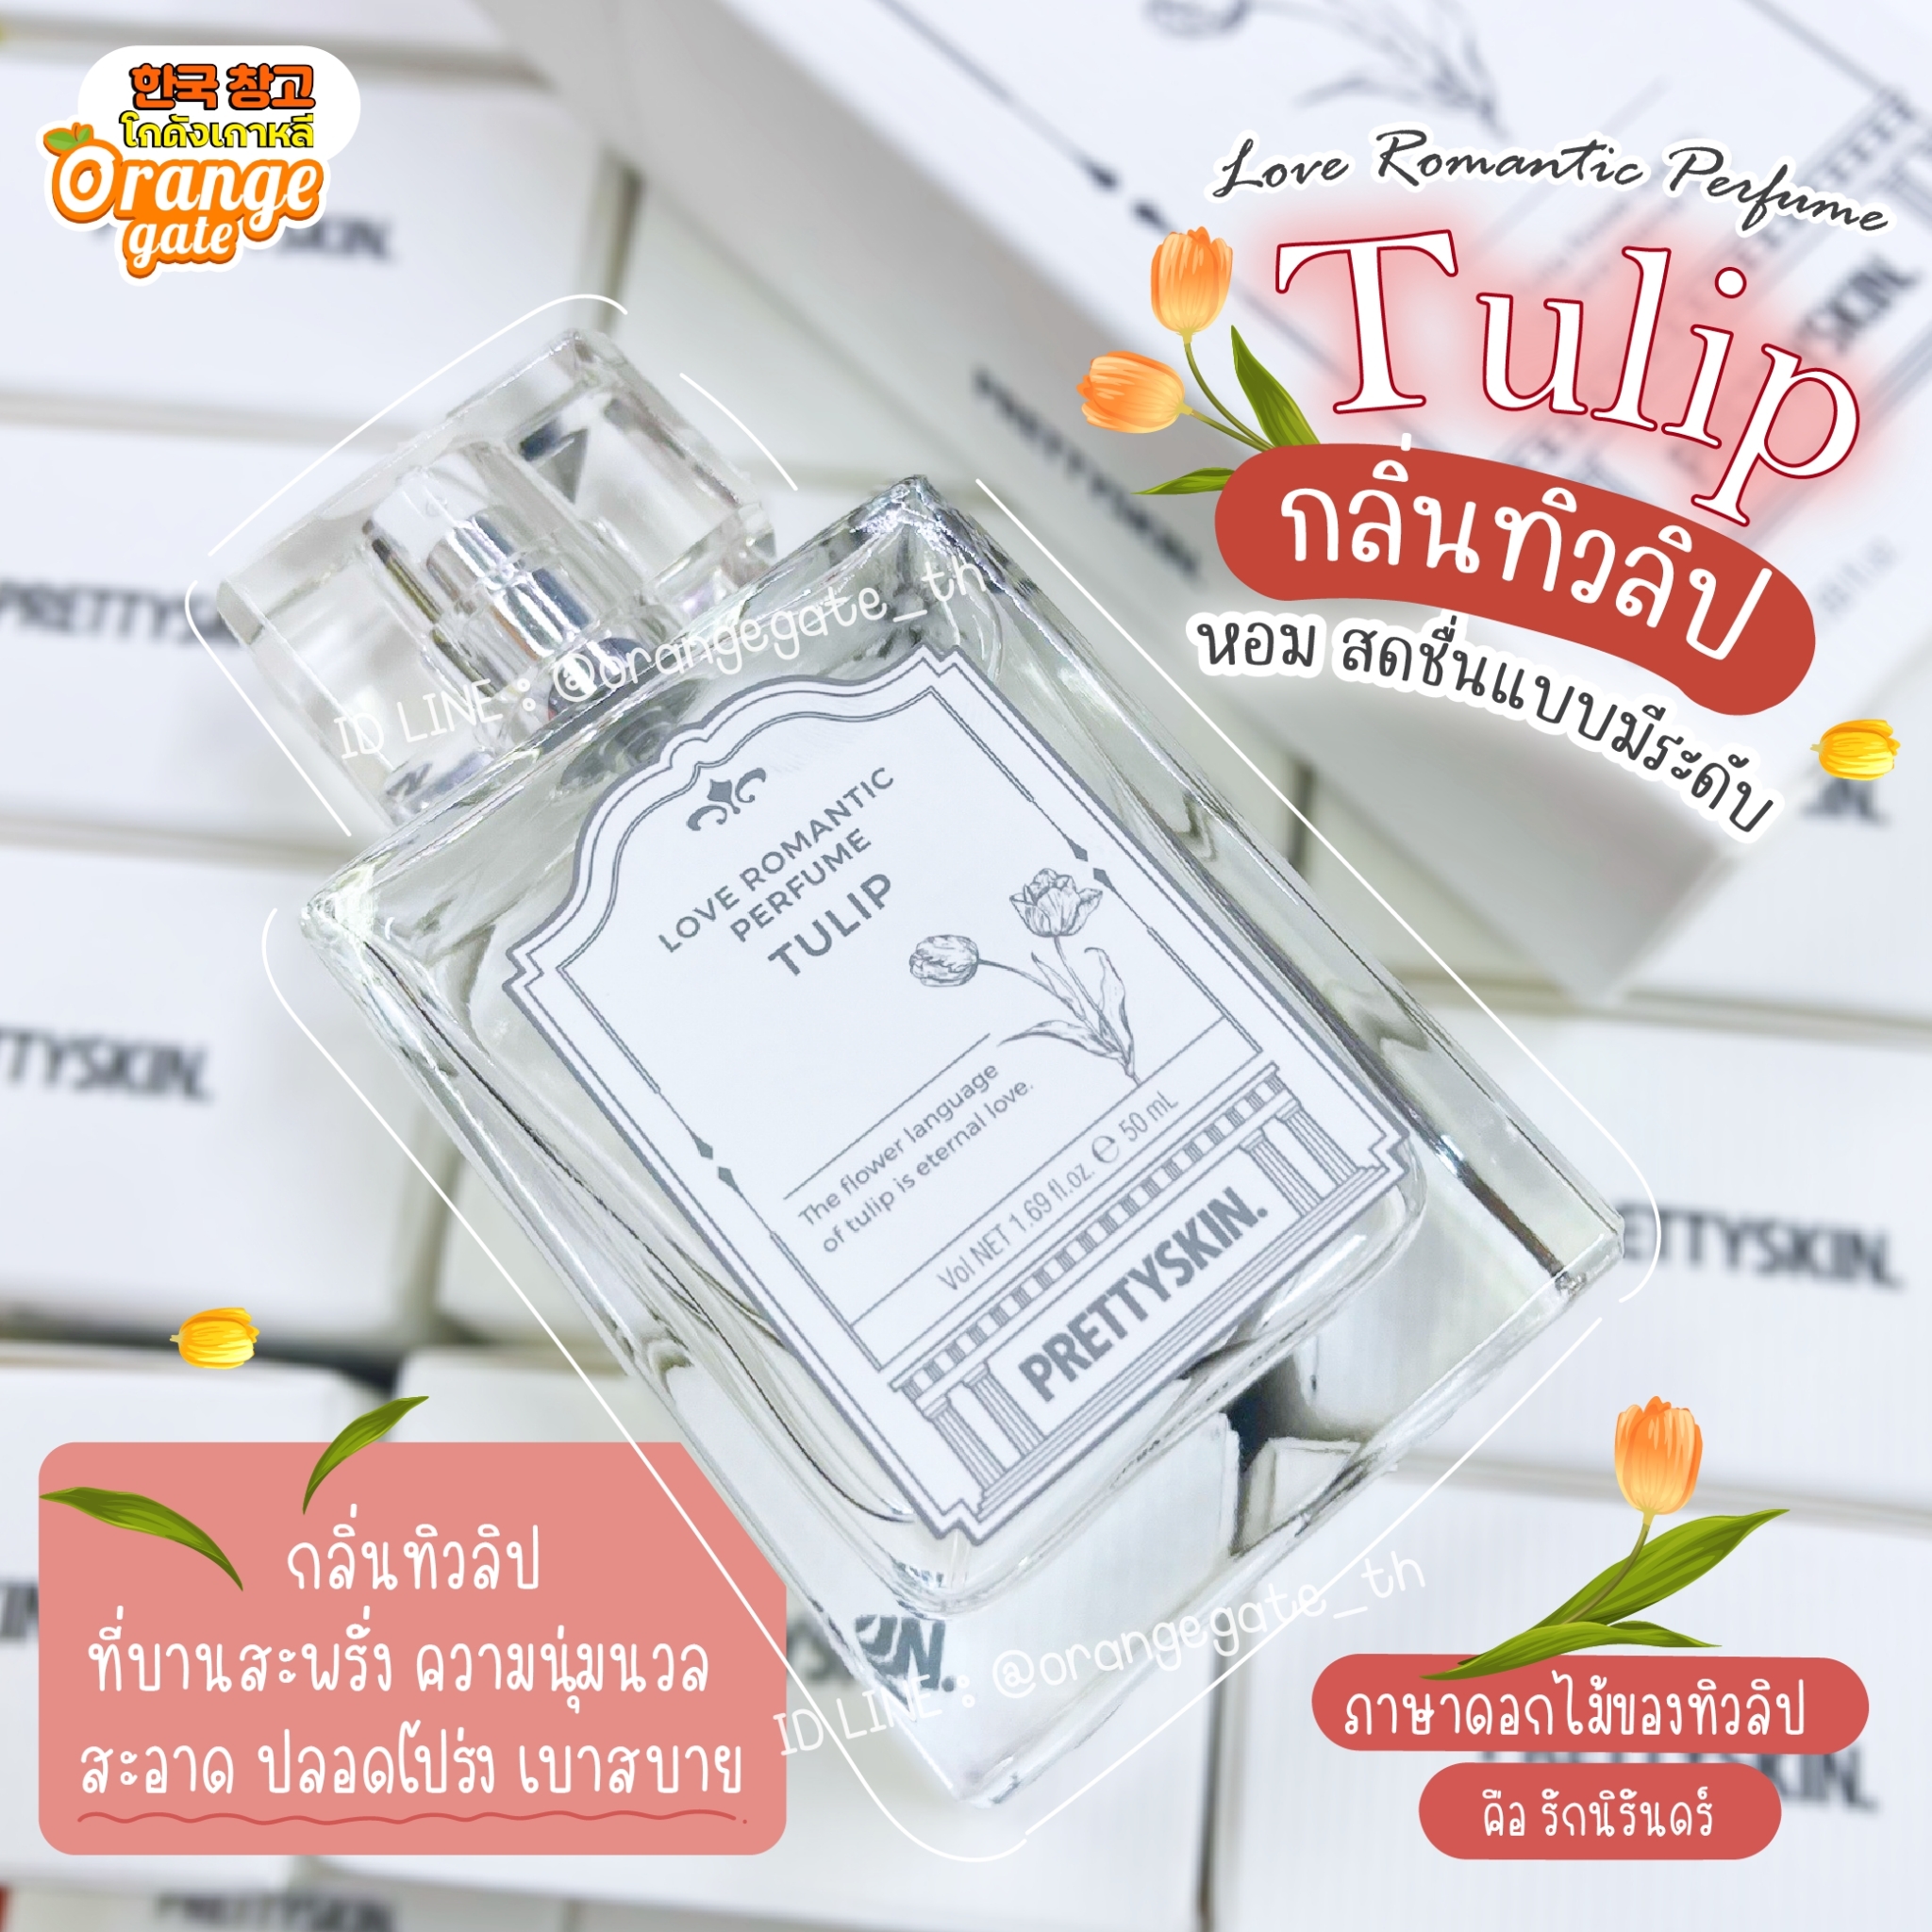 한국 창고
โกดังเกาหลี
Orange
gate
Love Romantic Perfume
Tulip
กลิ่นทิวลิป
หอม สดชื่นแบบมีระดับ
ID LINE : @orangegate_th
LOVE ROMANTIC
PERFUME
TULIP
The flower language
of tulip is eternal love.
Vol NET 1.69 fl.oz. ℮ 50 mL
PRETTYSKIN.
PRETTYSKIN.
ID LINE : @orangegate_th
กลิ่นทิวลิป
ที่บานสะพรั่ง ความนุ่มนวล
สะอาด ปลอดโปร่ง เบาสบาย
ภาษาดอกไม้ของทิวลิป
คือ รักนิรันดร์